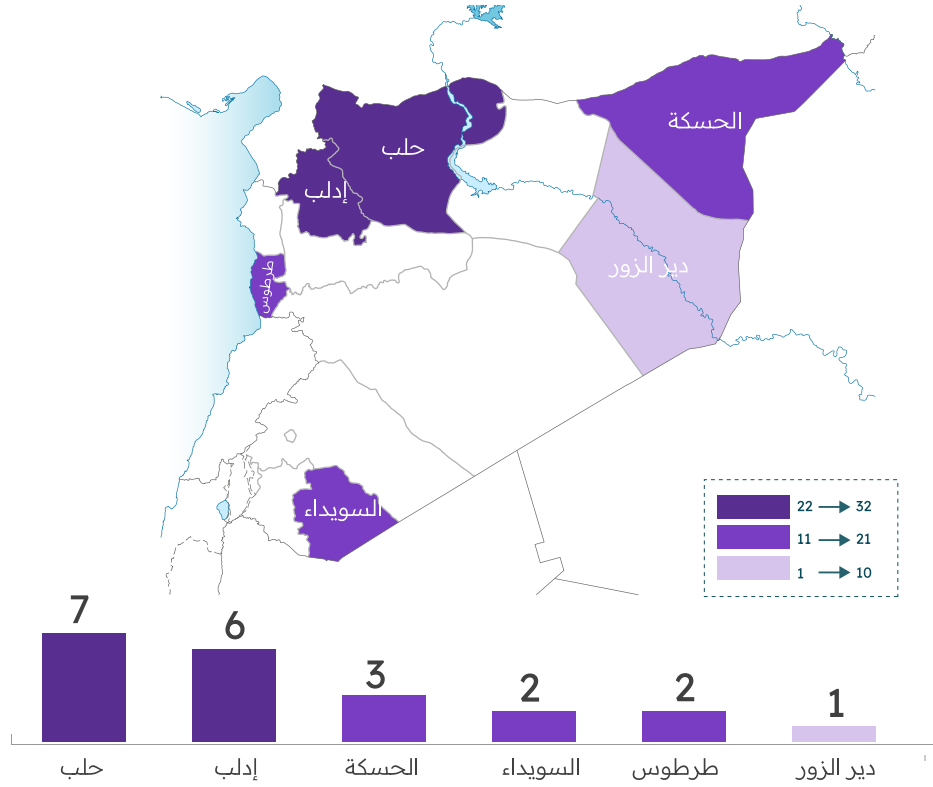 الحسكة
حلب
إدلب
دير الزور
طرطوس
السويداء
22 32
11 21
1 10
7
6
3
2
2
1
حلب
إدلب
الحسكة
السويداء
طرطوس
دير الزور